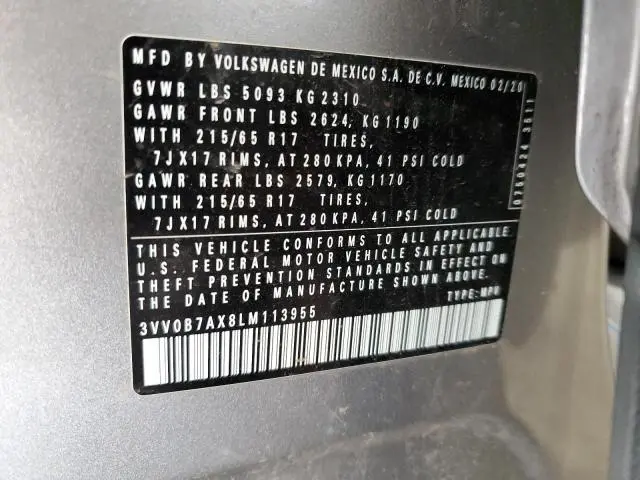 MFD BY VOLKSWAGEN DE MEXICO S.A. DE C.V. MEXICO 02/20
GVWR LBS 5093 KG 2310
GAWR FRONT LBS 2624, KG 1190
WITH 215/65 R17 TIRES,
7JX17 RIMS, AT 280 KPA, 41 PSI COLD
GAWR REAR LBS 2579, KG 1170
WITH 215/65 R17 TIRES,
7JX17 RIMS, AT 280 KPA, 41 PSI COLD
THIS VEHICLE CONFORMS TO ALL APPLICABLE
U.S. FEDERAL MOTOR VEHICLE SAFETY AND
THEFT PREVENTION STANDARDS IN EFFECT ON
THE DATE OF MANUFACTURE SHOWN ABOVE.
3VV0B7AX8LM113955
TYPE: MPV
0750424 3511